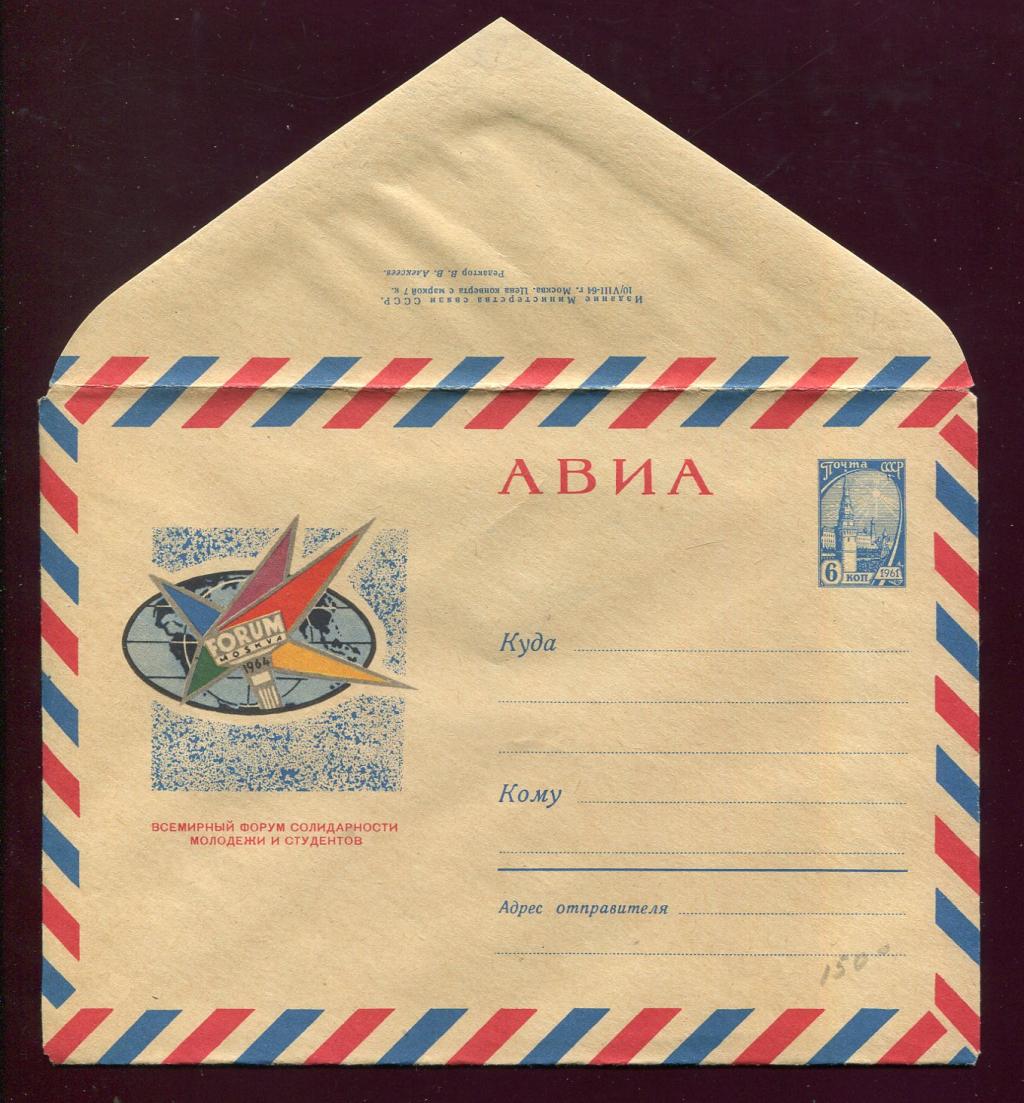 Издание Министерства связи СССР.
10/VIII-64 г. Москва. Цена конверта с маркой 7 к.
Редактор В. В. Алексеев.
АВИА
Почта СССР
6 коп 1961
FORUM
MOSKVA
1964
ВСЕМИРНЫЙ ФОРУМ СОЛИДАРНОСТИ
МОЛОДЕЖИ И СТУДЕНТОВ
Куда
Кому
Адрес отправителя